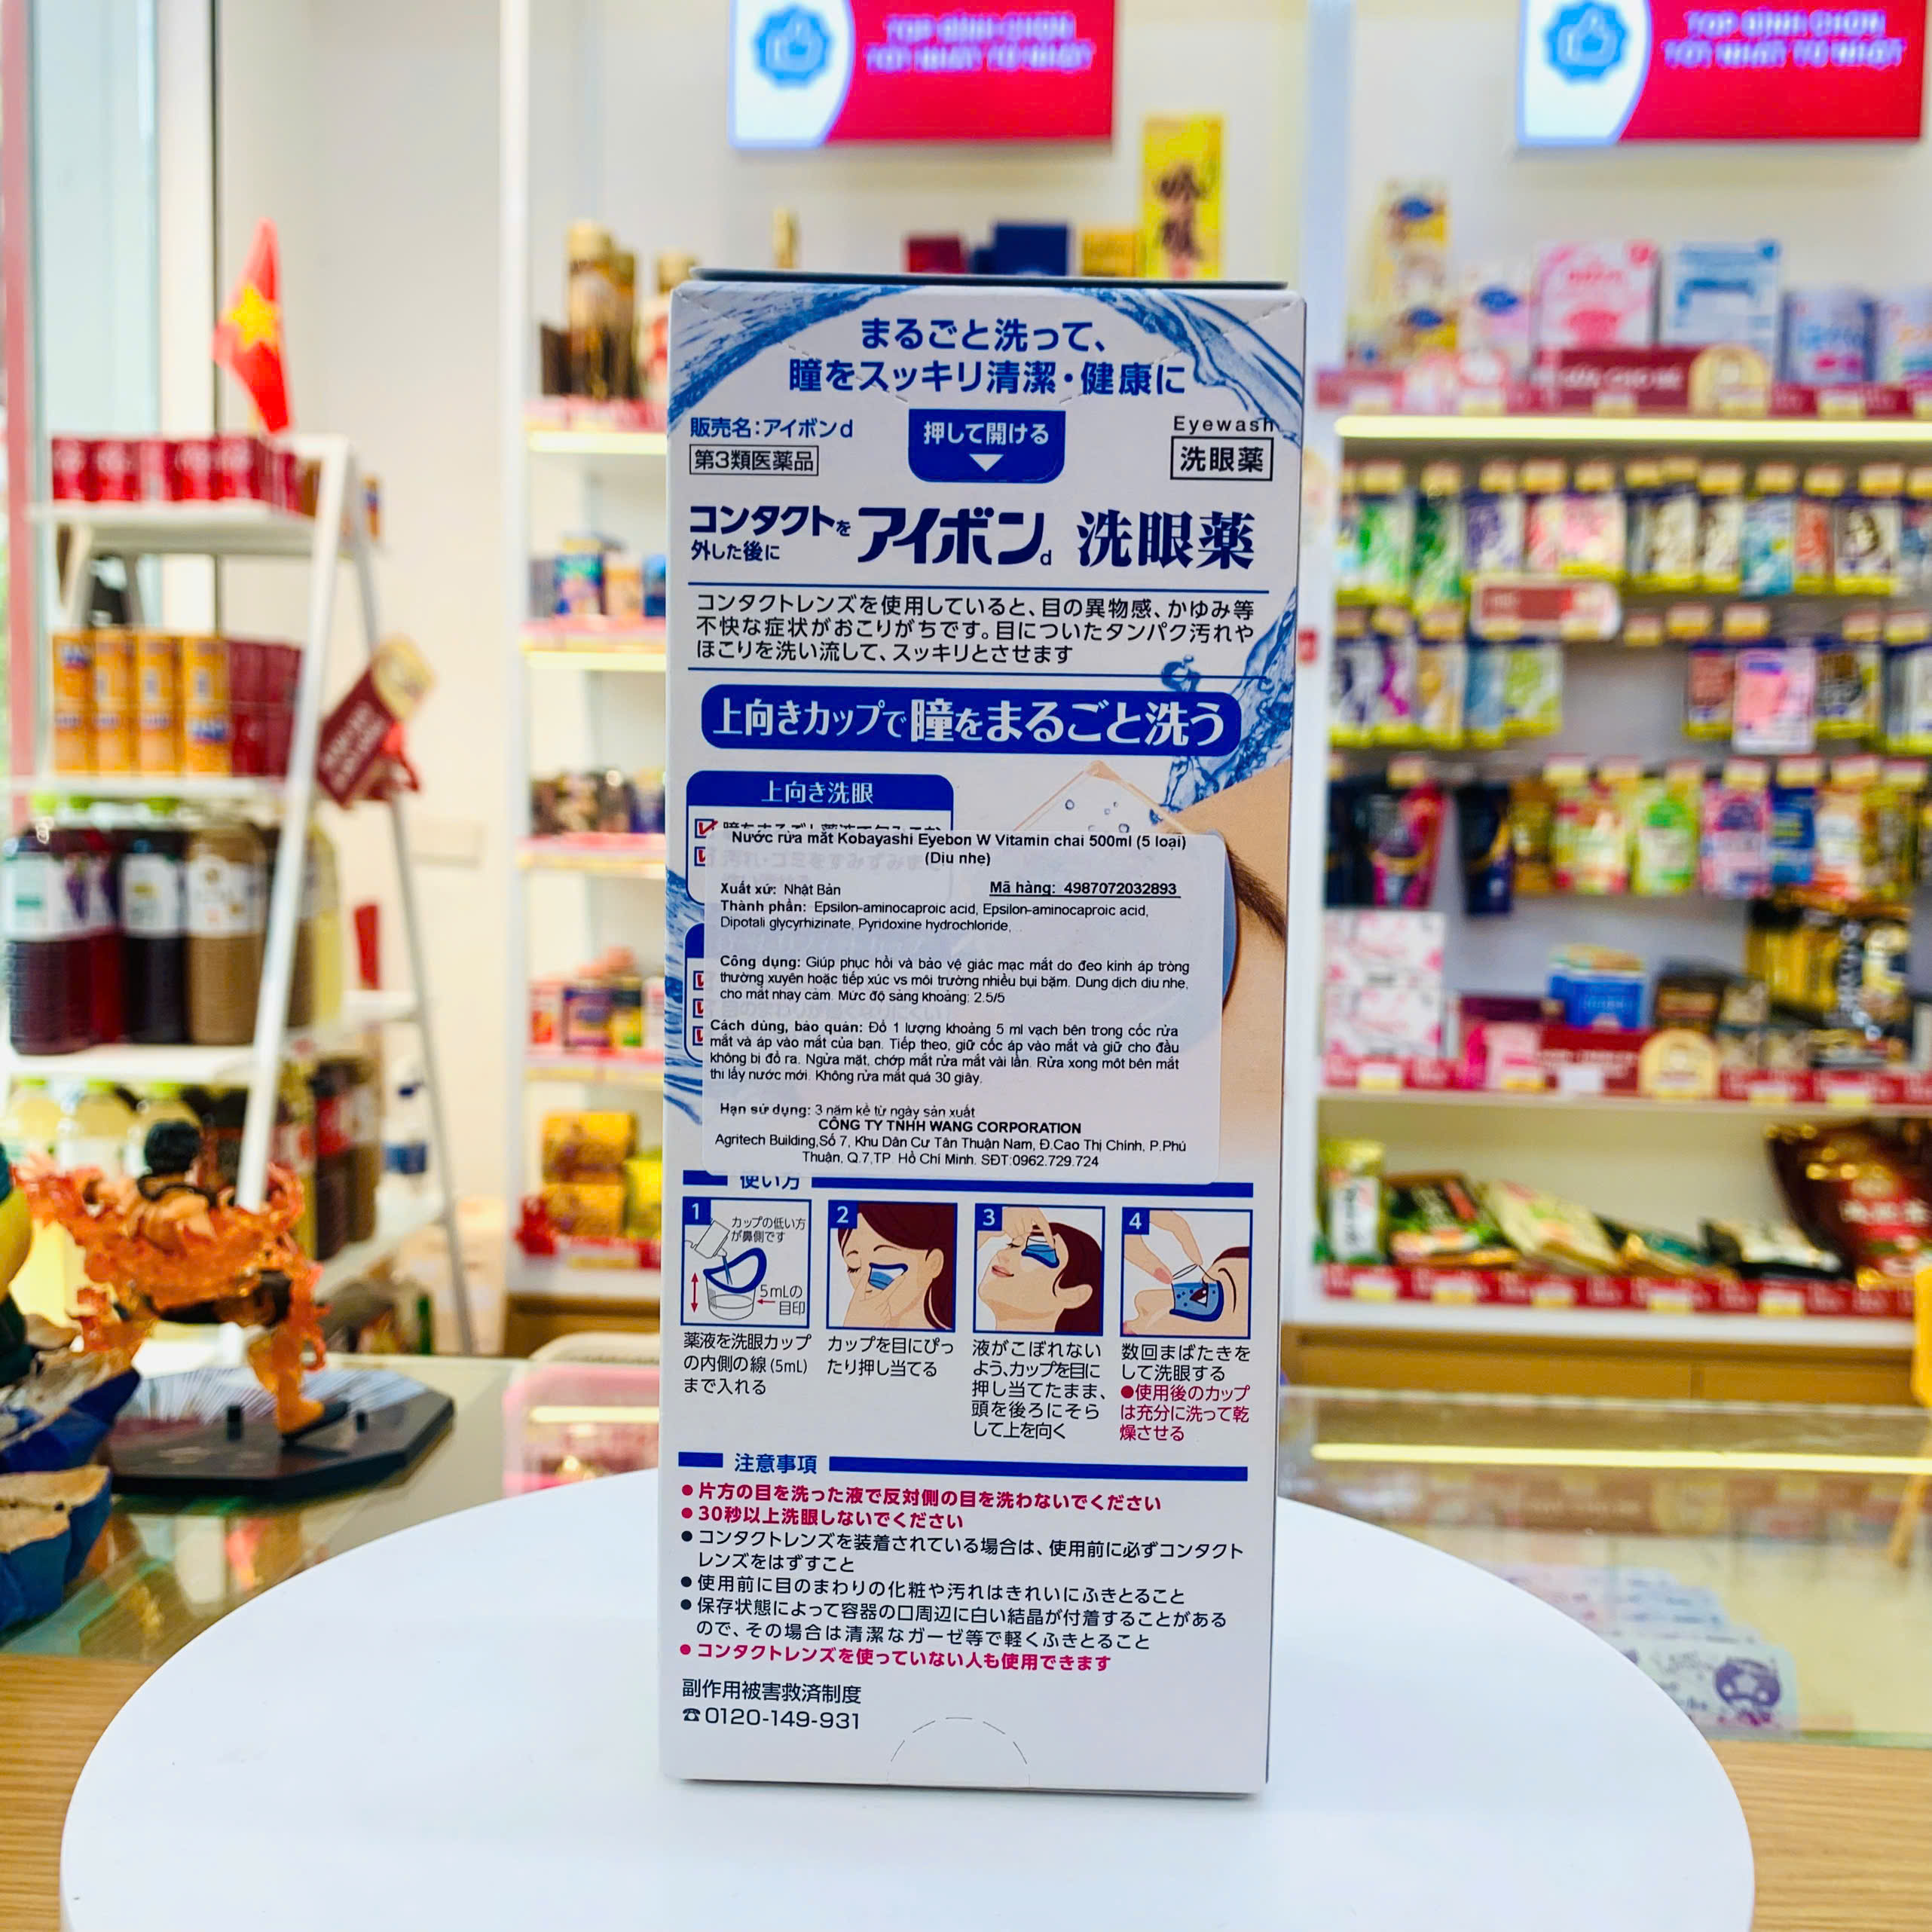 TOP BÌNH CHỌN
TỐT NHẤT TỪ NHẬT
TOP BÌNH CHỌN
TỐT NHẤT TỪ NHẬT
まるごと洗って、
瞳をスッキリ清潔・健康に
販売名:アイボンd
第3類医薬品
押して開ける
Eyewash
洗眼薬
コンタクトを
外した後に
アイボンd 洗眼薬
コンタクトレンズを使用していると、目の異物感、かゆみ等
不快な症状がおこりがちです。目についたタンパク汚れや
ほこりを洗い流して、スッキリとさせます
上向きカップで瞳をまるごと洗う
上向き洗眼
Nước rửa mắt Kobayashi Eyebon W Vitamin chai 500ml (5 loại)
(Dịu nhẹ)
Xuất xứ: Nhật Bản
Mã hàng: 4987072032893
Thành phần: Epsilon-aminocaproic acid, Epsilon-aminocaproic acid,
Dipotali glycyrhizinate, Pyridoxine hydrochloride,
Công dụng: Giúp phục hồi và bảo vệ giác mạc mắt do đeo kính áp tròng
thường xuyên hoặc tiếp xúc vs môi trường nhiều bụi bặm. Dung dịch dịu nhẹ,
cho mắt nhạy cảm. Mức độ sảng khoảng: 2.5/5
Cách dùng, bảo quản: Đổ 1 lượng khoảng 5 ml vạch bên trong cốc rửa
mắt và áp vào mắt của bạn. Tiếp theo, giữ cốc áp vào mắt và giữ cho đầu
không bị đổ ra. Ngửa mặt, chớp mắt rửa mắt vài lần. Rửa xong một bên mắt
thì lấy nước mới. Không rửa mắt quá 30 giây.
Hạn sử dụng: 3 năm kể từ ngày sản xuất
CÔNG TY TNHH WANG CORPORATION
Agritech Building,Số 7, Khu Dân Cư Tân Thuận Nam, Đ.Cao Thị Chính, P.Phú
Thuận, Q.7,TP. Hồ Chí Minh. SĐT:0962.729.724
使い方
1
カップの低い方
が鼻側です
5mLの
目印
薬液を洗眼カップ
の内側の線(5mL)
まで入れる
2
カップを目にぴっ
たり押し当てる
3
液がこぼれない
よう、カップを目に
押し当てたまま、
頭を後ろにそら
して上を向く
4
数回まばたきを
して洗眼する
●使用後のカップ
は充分に洗って乾
燥させる
注意事項
●片方の目を洗った液で反対側の目を洗わないでください
●30秒以上洗眼しないでください
●コンタクトレンズを装着されている場合は、使用前に必ずコンタクト
レンズをはずすこと
●使用前に目のまわりの化粧や汚れはきれいにふきとること
●保存状態によって容器の口周辺に白い結晶が付着することがある
ので、その場合は清潔なガーゼ等で軽くふきとること
●コンタクトレンズを使っていない人も使用できます
副作用被害救済制度
☎0120-149-931